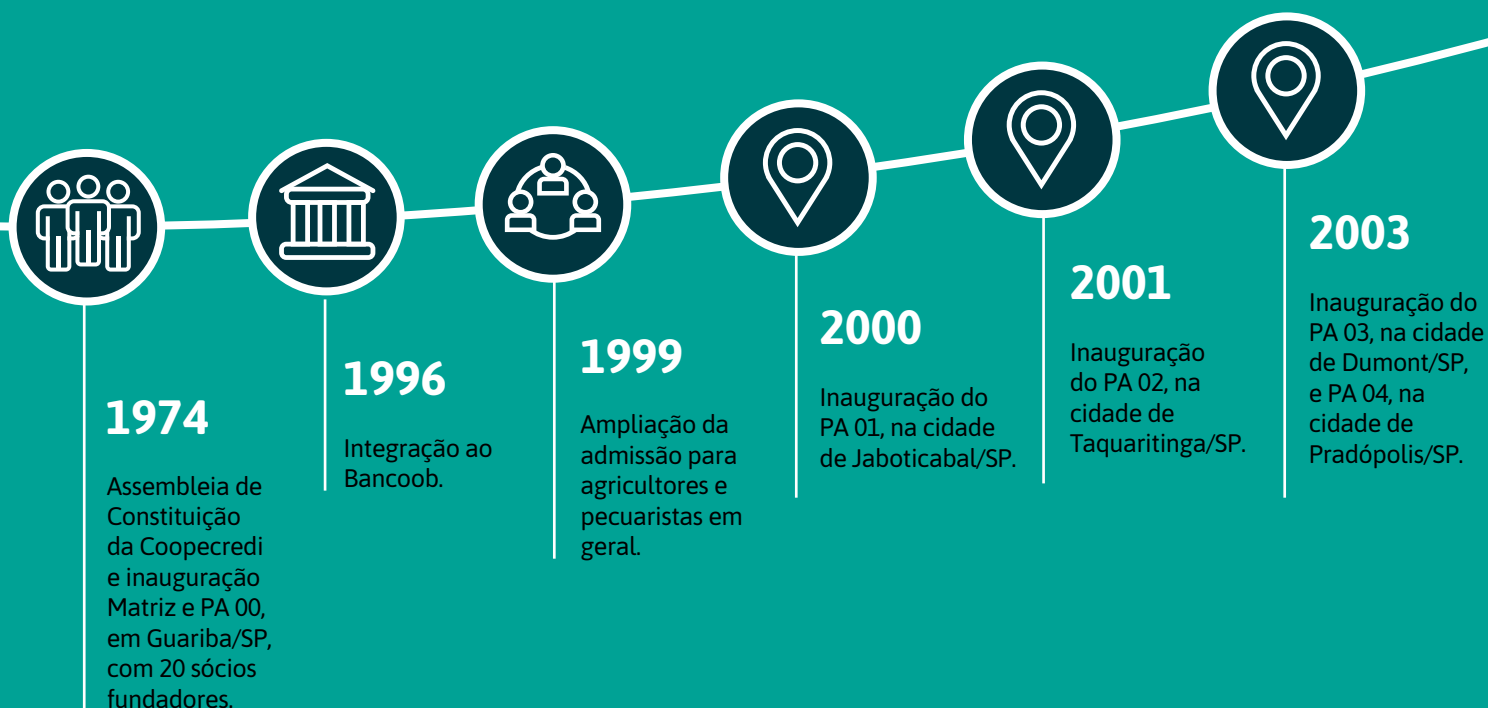 1974
Assembleia de
Constituição
da Coopecredi
e inauguração
Matriz e PA 00,
em Guariba/SP,
com 20 sócios
fundadores.
1996
Integração ao
Bancoob.
1999
Ampliação da
admissão para
agricultores e
pecuaristas em
geral.
2000
Inauguração do
PA 01, na cidade
de Jaboticabal/SP.
2001
Inauguração
do PA 02, na
cidade de
Taquaritinga/SP.
2003
Inauguração do
PA 03, na cidade
de Dumont/SP,
e PA 04, na
cidade de
Pradópolis/SP.